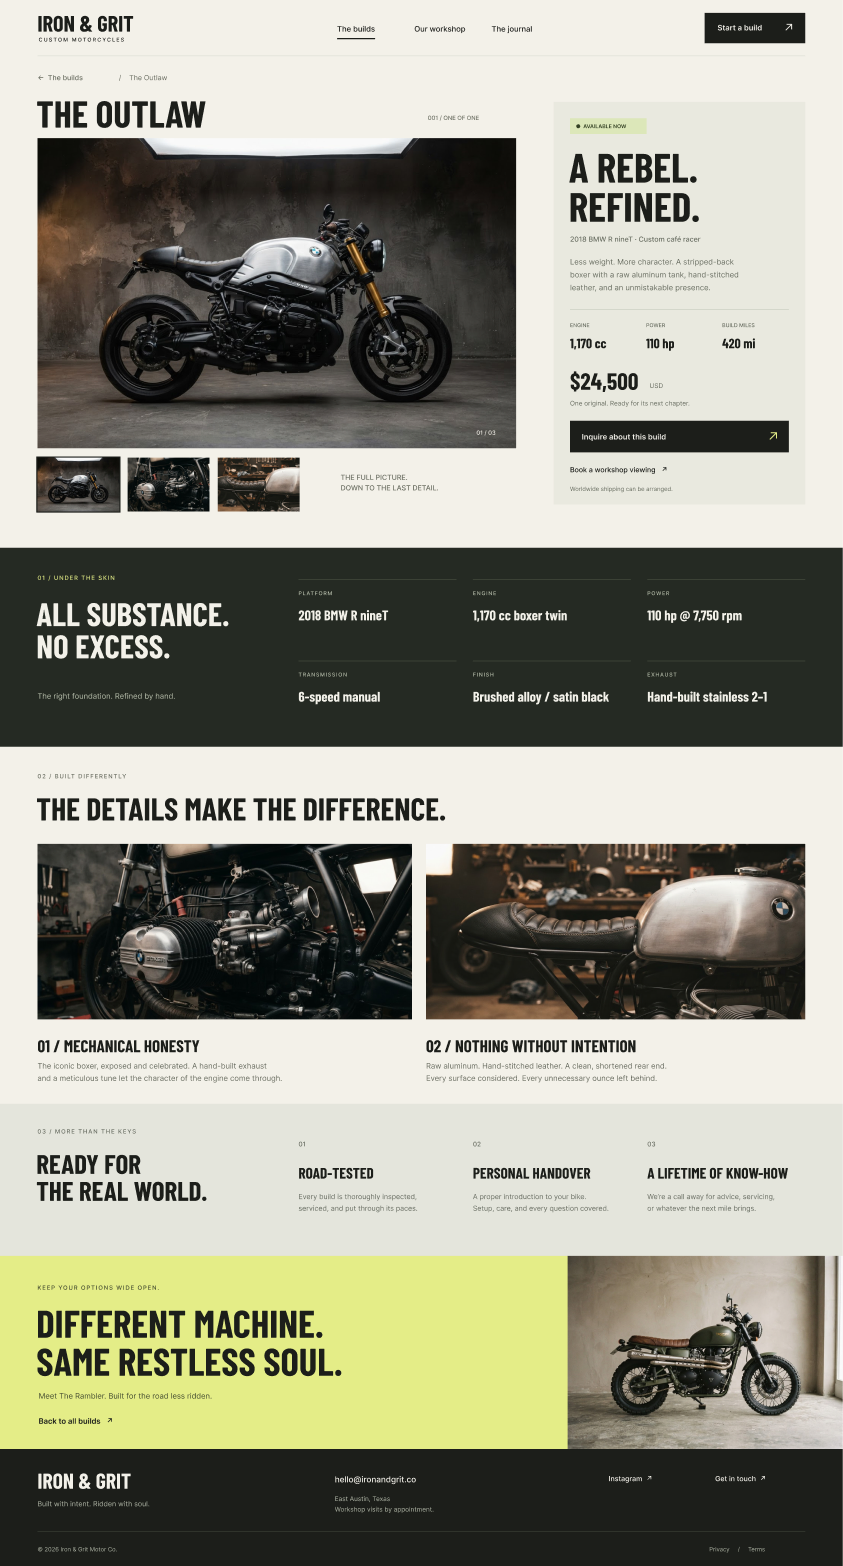 IRON & GRIT
CUSTOM MOTORCYCLES
The builds
Our workshop
The journal
Start a build ↗
← The builds / The Outlaw
THE OUTLAW
001 / ONE OF ONE
01 / 03
THE FULL PICTURE.
DOWN TO THE LAST DETAIL.
AVAILABLE NOW
A REBEL.
REFINED.
2018 BMW R nineT · Custom café racer
Less weight. More character. A stripped-back
boxer with a raw aluminum tank, hand-stitched
leather, and an unmistakable presence.
ENGINE
POWER
BUILD MILES
1,170 cc
110 hp
420 mi
$24,500 USD
One original. Ready for its next chapter.
Inquire about this build ↗
Book a workshop viewing ↗
Worldwide shipping can be arranged.
01 / UNDER THE SKIN
ALL SUBSTANCE.
NO EXCESS.
The right foundation. Refined by hand.
PLATFORM
2018 BMW R nineT
ENGINE
1,170 cc boxer twin
POWER
110 hp @ 7,750 rpm
TRANSMISSION
6-speed manual
FINISH
Brushed alloy / satin black
EXHAUST
Hand-built stainless 2–1
02 / BUILT DIFFERENTLY
THE DETAILS MAKE THE DIFFERENCE.
01 / MECHANICAL HONESTY
The iconic boxer, exposed and celebrated. A hand-built exhaust
and a meticulous tune let the character of the engine come through.
02 / NOTHING WITHOUT INTENTION
Raw aluminum. Hand-stitched leather. A clean, shortened rear end.
Every surface considered. Every unnecessary ounce left behind.
03 / MORE THAN THE KEYS
READY FOR
THE REAL WORLD.
01
ROAD-TESTED
Every build is thoroughly inspected,
serviced, and put through its paces.
02
PERSONAL HANDOVER
A proper introduction to your bike.
Setup, care, and every question covered.
03
A LIFETIME OF KNOW-HOW
We're a call away for advice, servicing,
or whatever the next mile brings.
KEEP YOUR OPTIONS WIDE OPEN.
DIFFERENT MACHINE.
SAME RESTLESS SOUL.
Meet The Rambler. Built for the road less ridden.
Back to all builds ↗
IRON & GRIT
Built with intent. Ridden with soul.
hello@ironandgrit.co
East Austin, Texas
Workshop visits by appointment.
Instagram ↗
Get in touch ↗
© 2026 Iron & Grit Motor Co.
Privacy / Terms